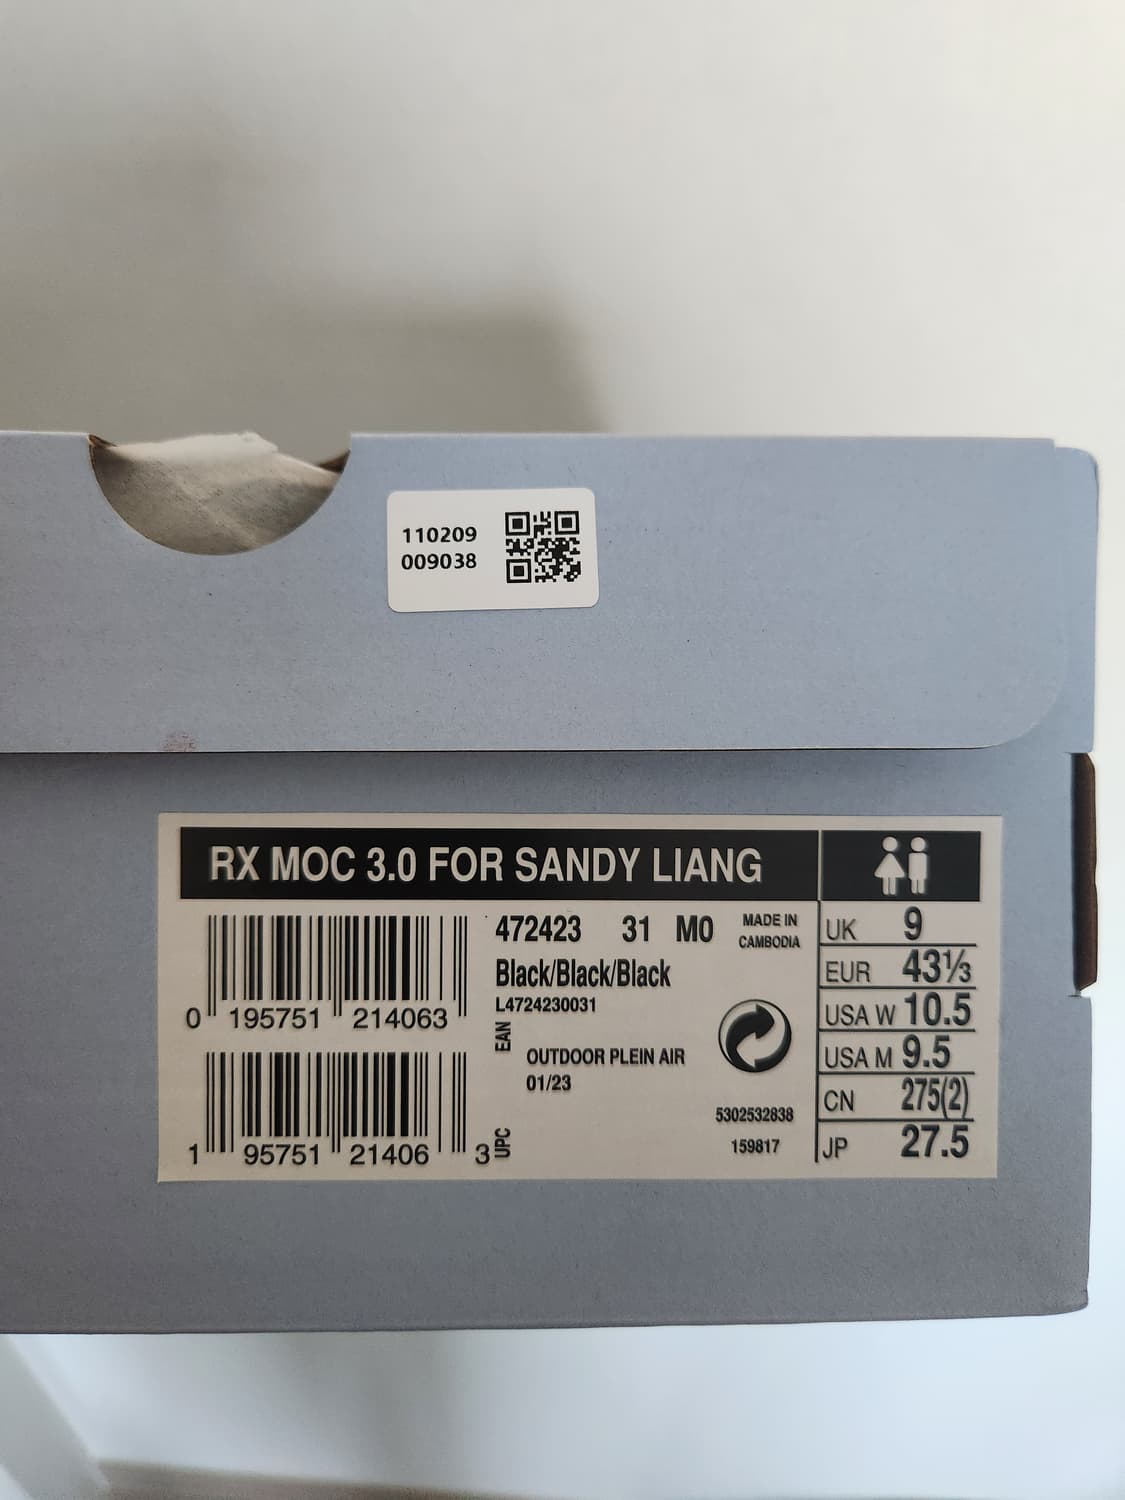 110209
009038
RX MOC 3.0 FOR SANDY LIANG
0 195751 214063
EAN
1 95751 21406 3
UPC
472423 31 M0
Black/Black/Black
L4724230031
OUTDOOR PLEIN AIR
01/23
MADE IN
CAMBODIA
5302532838
159817
UK 9
EUR 43⅓
USA W 10.5
USA M 9.5
CN 275(2)
JP 27.5